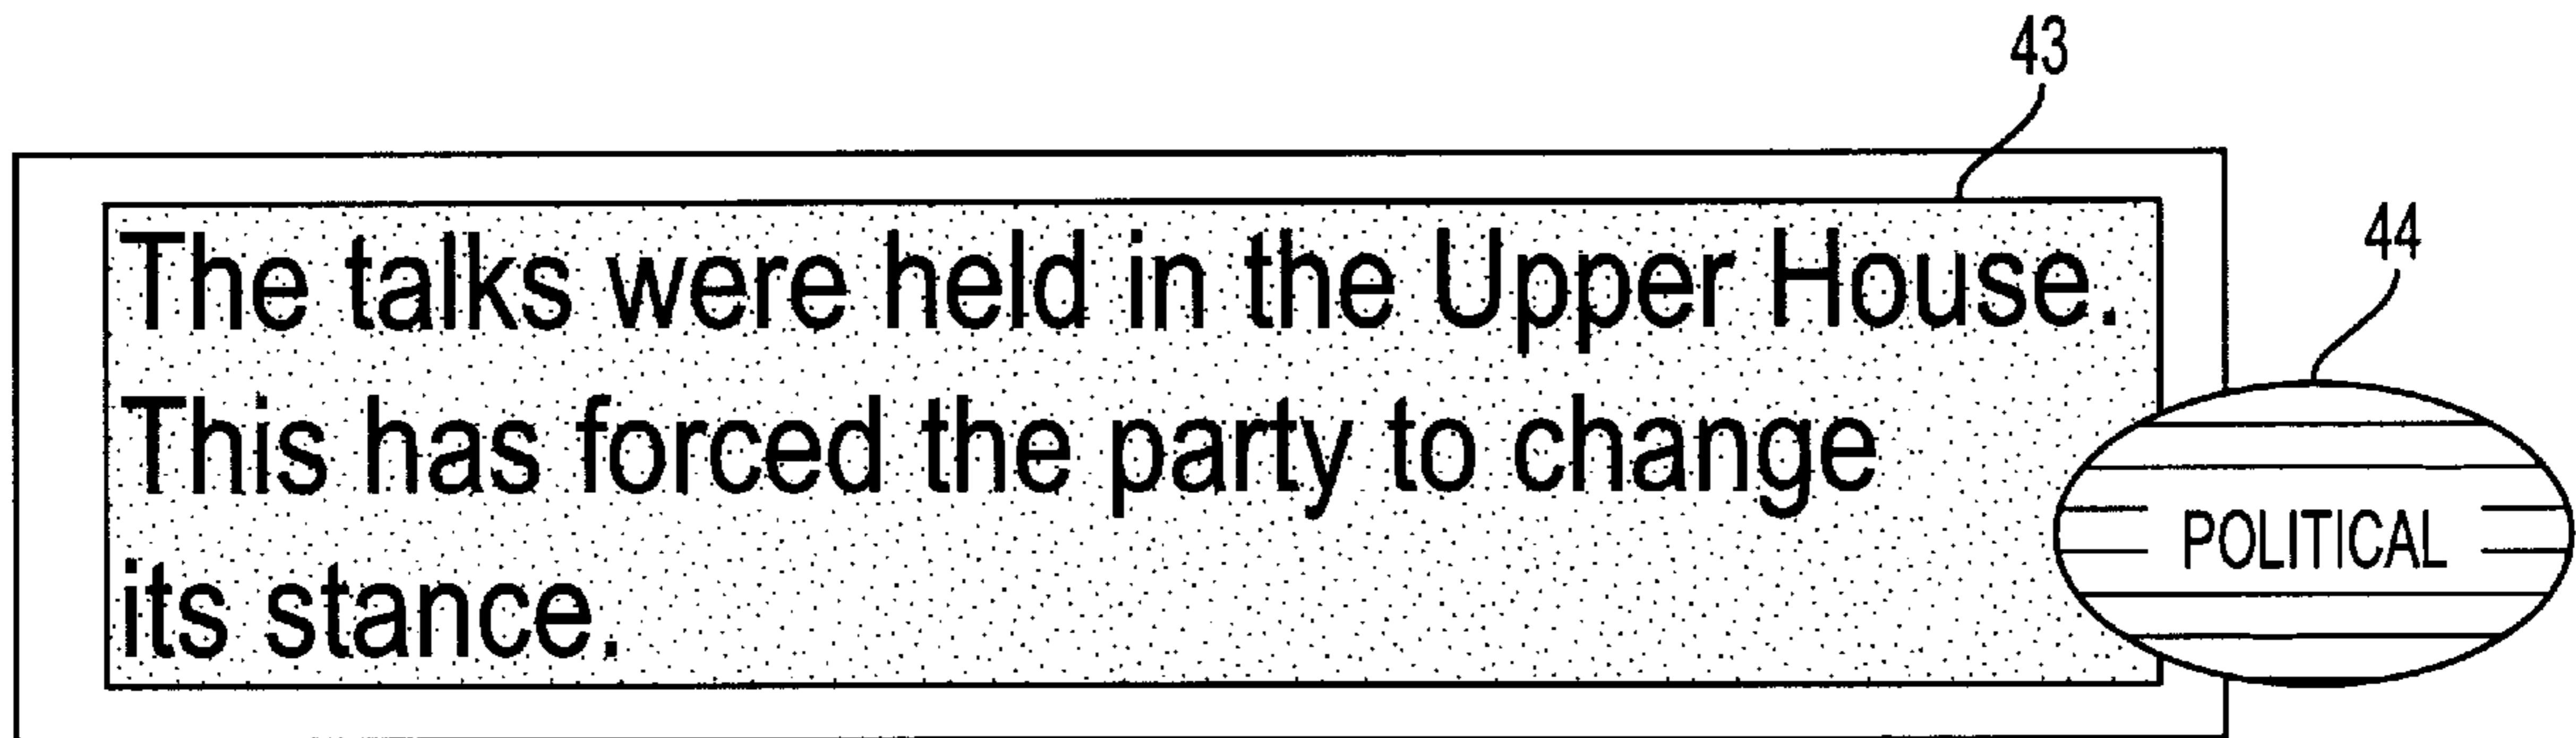 43
44
The talks were held in the Upper House.
This has forced the party to change
its stance.
POLITICAL